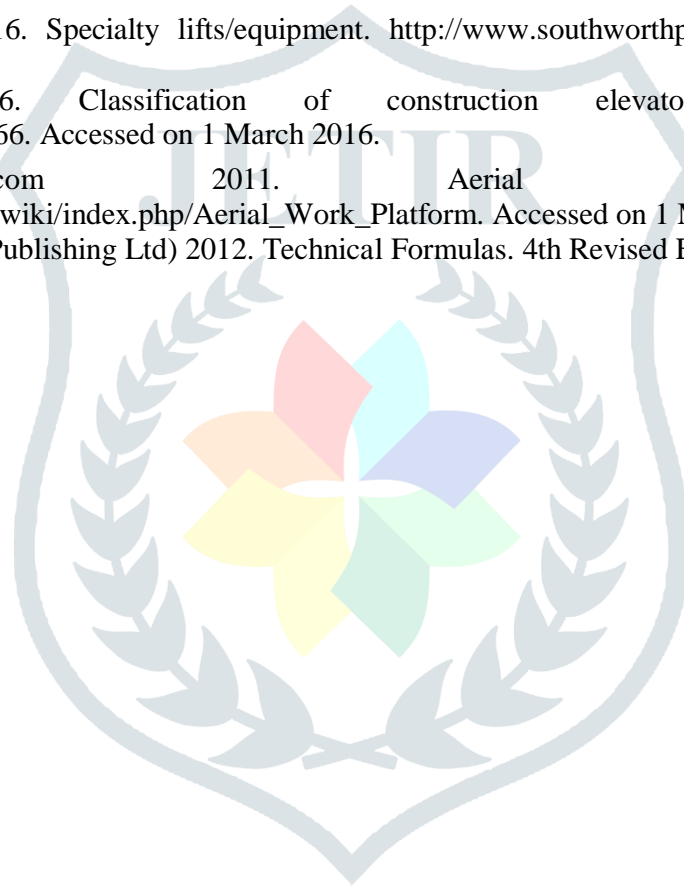 16. Specialty lifts/equipment. http://www.southworthp
6. Classification of construction elevato
66. Accessed on 1 March 2016.
com 2011. Aerial
wiki/index.php/Aerial_Work_Platform. Accessed on 1 M
Publishing Ltd) 2012. Technical Formulas. 4th Revised E
JETIR